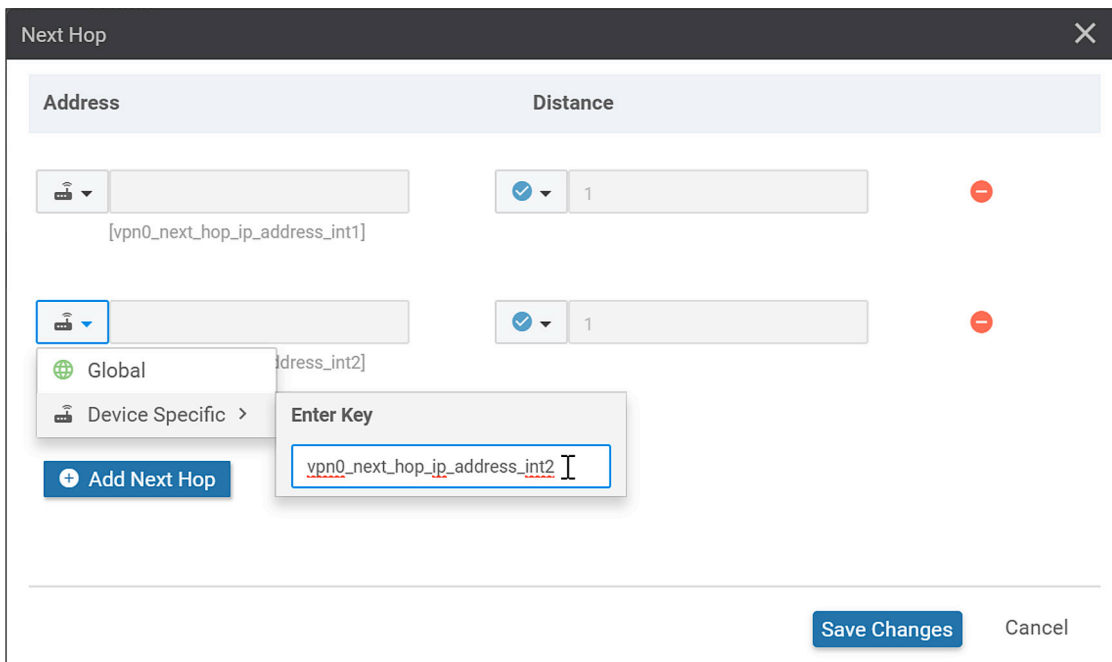 Next Hop
Address Distance
1
[vpn0_next_hop_ip_address_int1]
1
Global
ddress_int2]
Device Specific
Enter Key
vpn0_next_hop_ip_address_int2
Add Next Hop
Save Changes Cancel